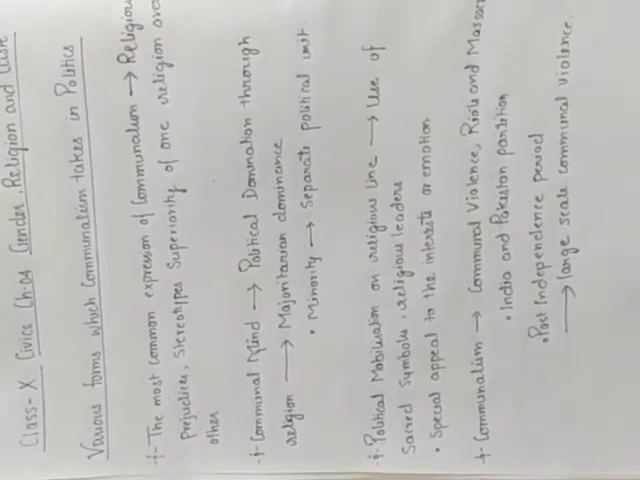 Class-X Civics Ch:04 Gender, Religion and
Various forms which Communalism takes in Politics
-+- The most common expression of Communalism → Religious
Prejudices, Stereotypes Superiority of one religion over
other
-+- Communal Mind → Political Dommation through
religion → Majoritarian dominance
• Minority → Separate political unit
-+- Political Mobilisation on religious line → Use of
Sacred Symbols, religious leaders
• Special appeal to the interests or emotion
-+- Communalism → Communal Violence, Riots and Massacre
• India and Pakistan partition
• Post Independence period
→ large scale communal violence.